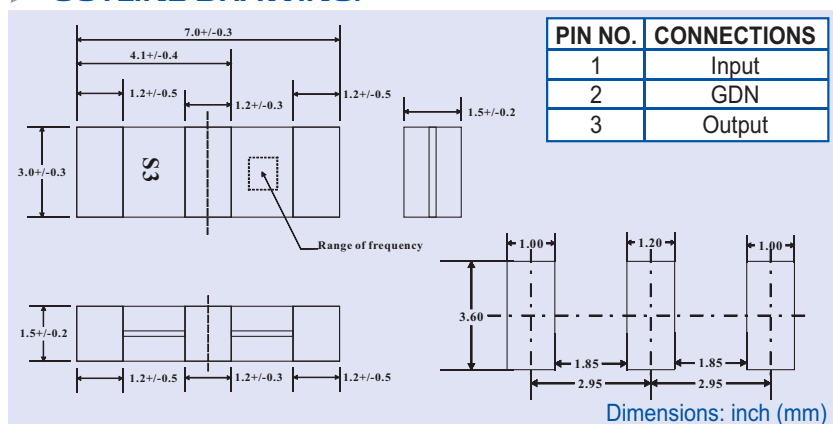 7.0+/-0.3
4.1+/-0.4
1.2+/-0.5
1.2+/-0.3
1.2+/-0.5
1.5+/-0.2
3.0+/-0.3
S3
Range of frequency
1.5+/-0.2
1.2+/-0.5
1.2+/-0.3
1.2+/-0.5
PIN NO. CONNECTIONS
1 Input
2 GDN
3 Output
1.00
1.20
1.00
3.60
1.85
1.85
2.95
2.95
Dimensions: inch (mm)